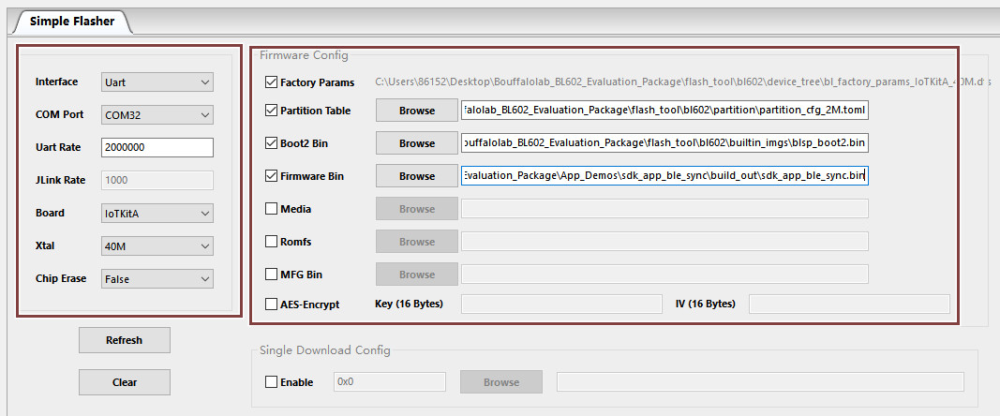 Simple Flasher
Interface Uart
COM Port COM32
Uart Rate 2000000
JLink Rate 1000
Board IoTKitA
Xtal 40M
Chip Erase False
Refresh
Clear
Firmware Config
Factory Params C:\Users\86152\Desktop\Bouffalolab_BL602_Evaluation_Package\flash_tool\bl602\device_tree\bl_factory_params_IoTKitA_40M.dts
Partition Table Browse falolab_BL602_Evaluation_Package\flash_tool\bl602\partition\partition_cfg_2M.toml
Boot2 Bin Browse ouffalolab_BL602_Evaluation_Package\flash_tool\bl602\builtin_imgs\blsp_boot2.bin
Firmware Bin Browse Evaluation_Package\App_Demos\sdk_app_ble_sync\build_out\sdk_app_ble_sync.bin
Media Browse
Romfs Browse
MFG Bin Browse
AES-Encrypt Key (16 Bytes) IV (16 Bytes)
Single Download Config
Enable 0x0 Browse